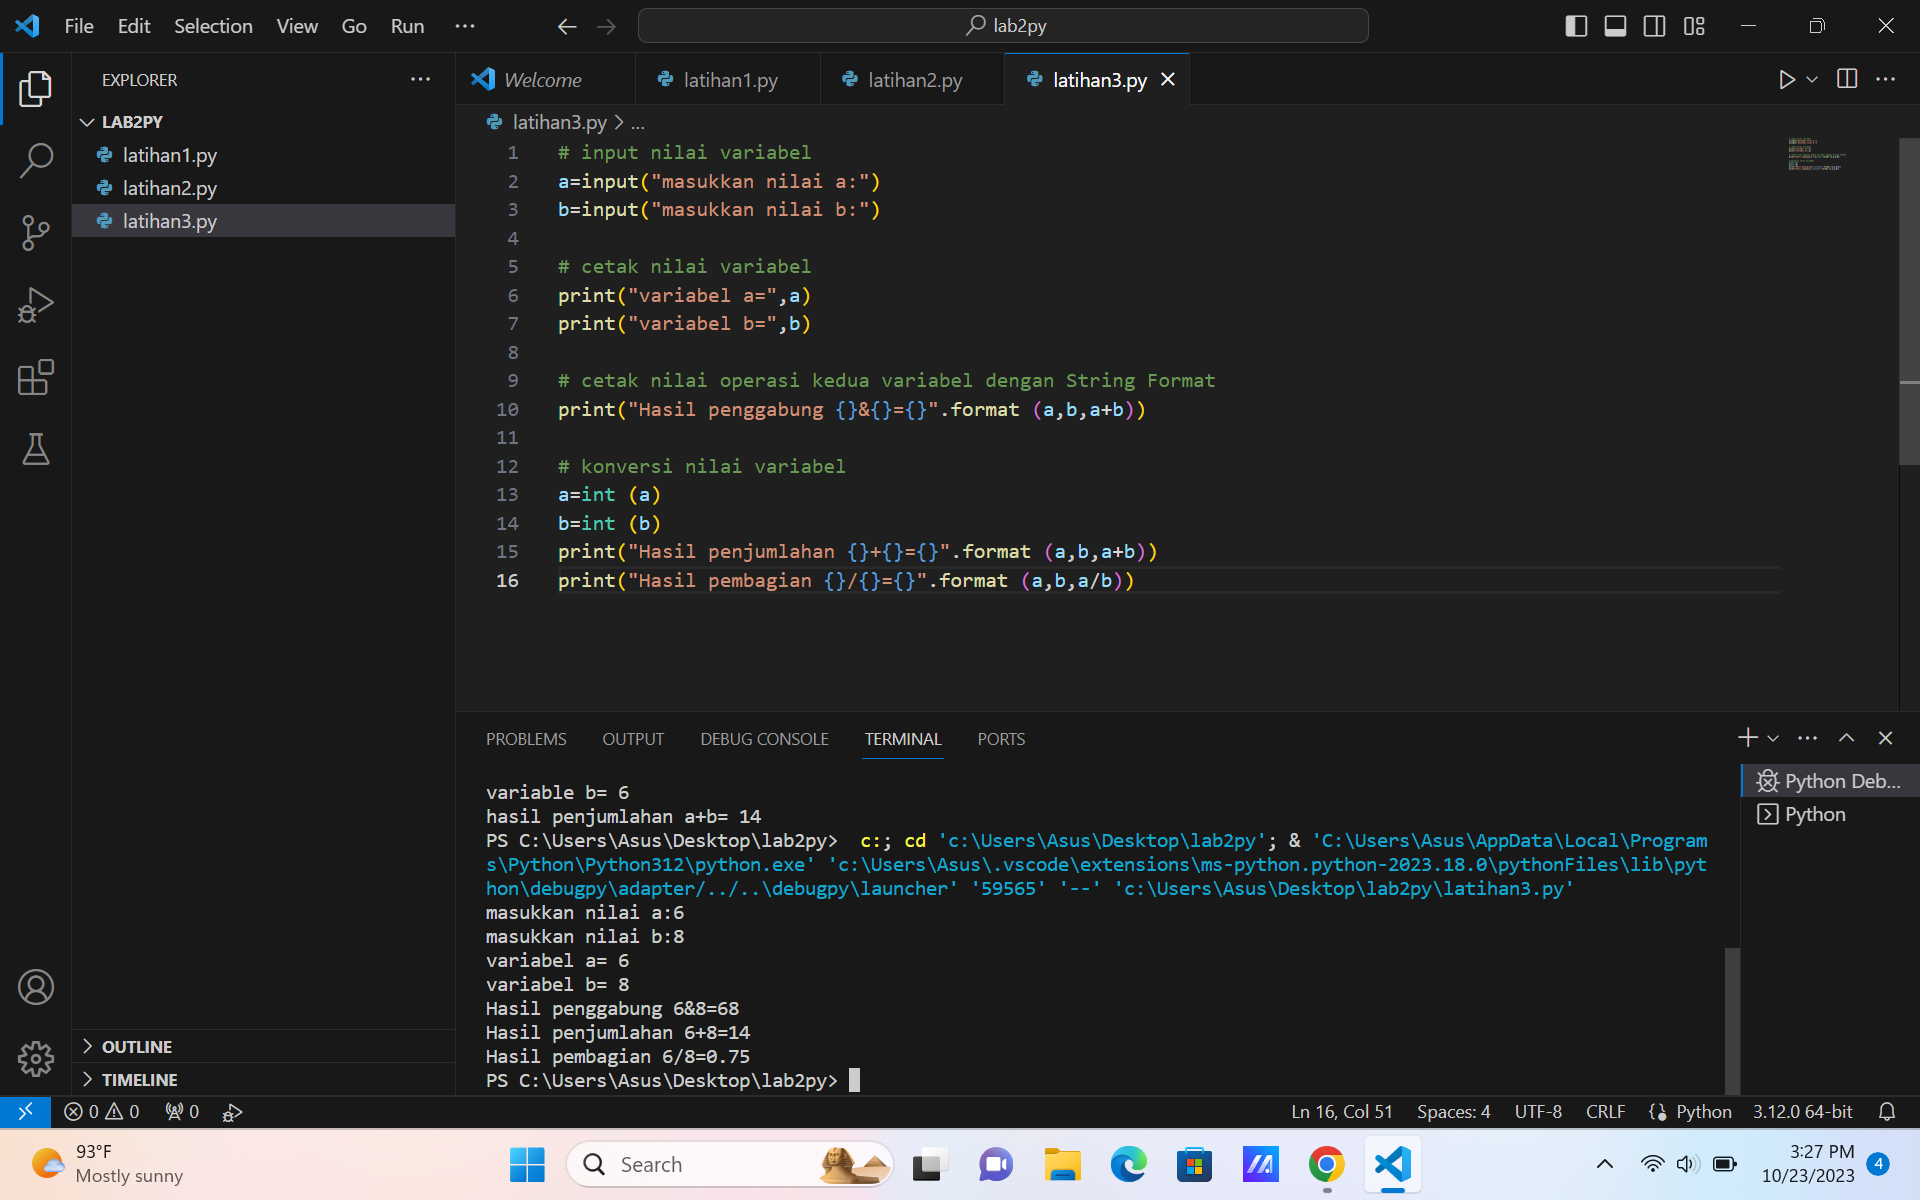 File Edit Selection View Go Run ···
lab2py
EXPLORER
LAB2PY
latihan1.py
latihan2.py
latihan3.py
OUTLINE
TIMELINE
Welcome latihan1.py latihan2.py latihan3.py
latihan3.py > ...
1 # input nilai variabel
2 a=input("masukkan nilai a:")
3 b=input("masukkan nilai b:")
4
5 # cetak nilai variabel
6 print("variabel a=",a)
7 print("variabel b=",b)
8
9 # cetak nilai operasi kedua variabel dengan String Format
10 print("Hasil penggabung {}&{}={}".format (a,b,a+b))
11
12 # konversi nilai variabel
13 a=int (a)
14 b=int (b)
15 print("Hasil penjumlahan {}+{}={}".format (a,b,a+b))
16 print("Hasil pembagian {}/{}={}".format (a,b,a/b))
PROBLEMS OUTPUT DEBUG CONSOLE TERMINAL PORTS
variable b= 6
hasil penjumlahan a+b= 14
PS C:\Users\Asus\Desktop\lab2py>  c:; cd 'c:\Users\Asus\Desktop\lab2py'; & 'C:\Users\Asus\AppData\Local\Program
s\Python\Python312\python.exe' 'c:\Users\Asus\.vscode\extensions\ms-python.python-2023.18.0\pythonFiles\lib\pyt
hon\debugpy\adapter/../..\debugpy\launcher' '59565' '--' 'c:\Users\Asus\Desktop\lab2py\latihan3.py'
masukkan nilai a:6
masukkan nilai b:8
variabel a= 6
variabel b= 8
Hasil penggabung 6&8=68
Hasil penjumlahan 6+8=14
Hasil pembagian 6/8=0.75
PS C:\Users\Asus\Desktop\lab2py>
Python Deb...
Python
0 0 0 Ln 16, Col 51 Spaces: 4 UTF-8 CRLF Python 3.12.0 64-bit
93°F
Mostly sunny
Search
3:27 PM
10/23/2023
4